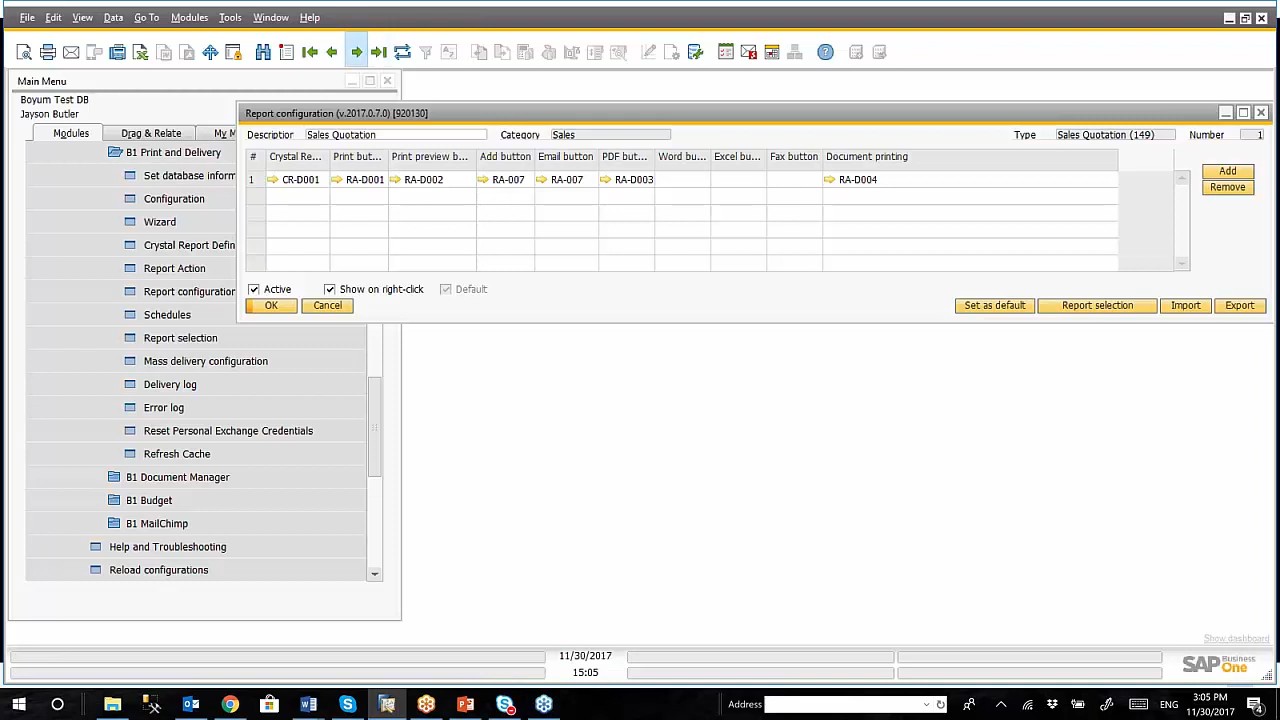 File Edit View Data Go To Modules Tools Window Help
Main Menu
Boyum Test DB
Jayson Butler
Modules Drag & Relate My M
B1 Print and Delivery
Set database inform
Configuration
Wizard
Crystal Report Defin
Report Action
Report configuration
Schedules
Report selection
Mass delivery configuration
Delivery log
Error log
Reset Personal Exchange Credentials
Refresh Cache
B1 Document Manager
B1 Budget
B1 MailChimp
Help and Troubleshooting
Reload configurations
Report configuration (v.2017.0.7.0) [920130]
Description Sales Quotation Category Sales Type Sales Quotation (149) Number 1
# Crystal Re... Print but... Print preview b... Add button Email button PDF but... Word bu... Excel bu... Fax button Document printing
1 CR-D001 RA-D001 RA-D002 RA-007 RA-007 RA-D003 RA-D004
Add
Remove
Active Show on right-click Default
OK Cancel Set as default Report selection Import Export
Show dashboard
11/30/2017
15:05
SAP Business One
Address ENG 3:05 PM
11/30/2017 4